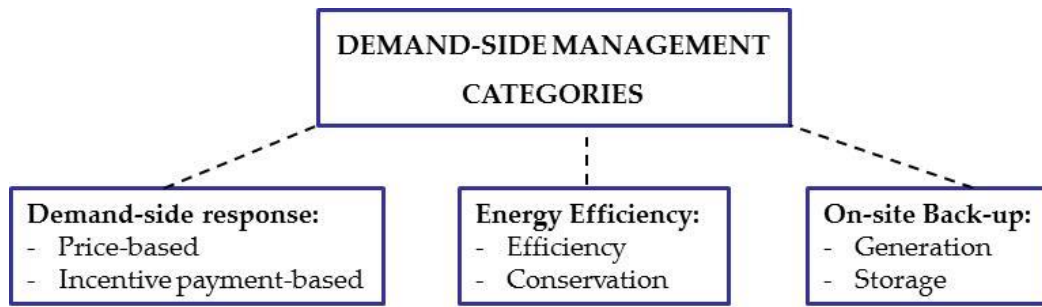 DEMAND-SIDE MANAGEMENT
CATEGORIES
Demand-side response:
- Price-based
- Incentive payment-based
Energy Efficiency:
- Efficiency
- Conservation
On-site Back-up:
- Generation
- Storage